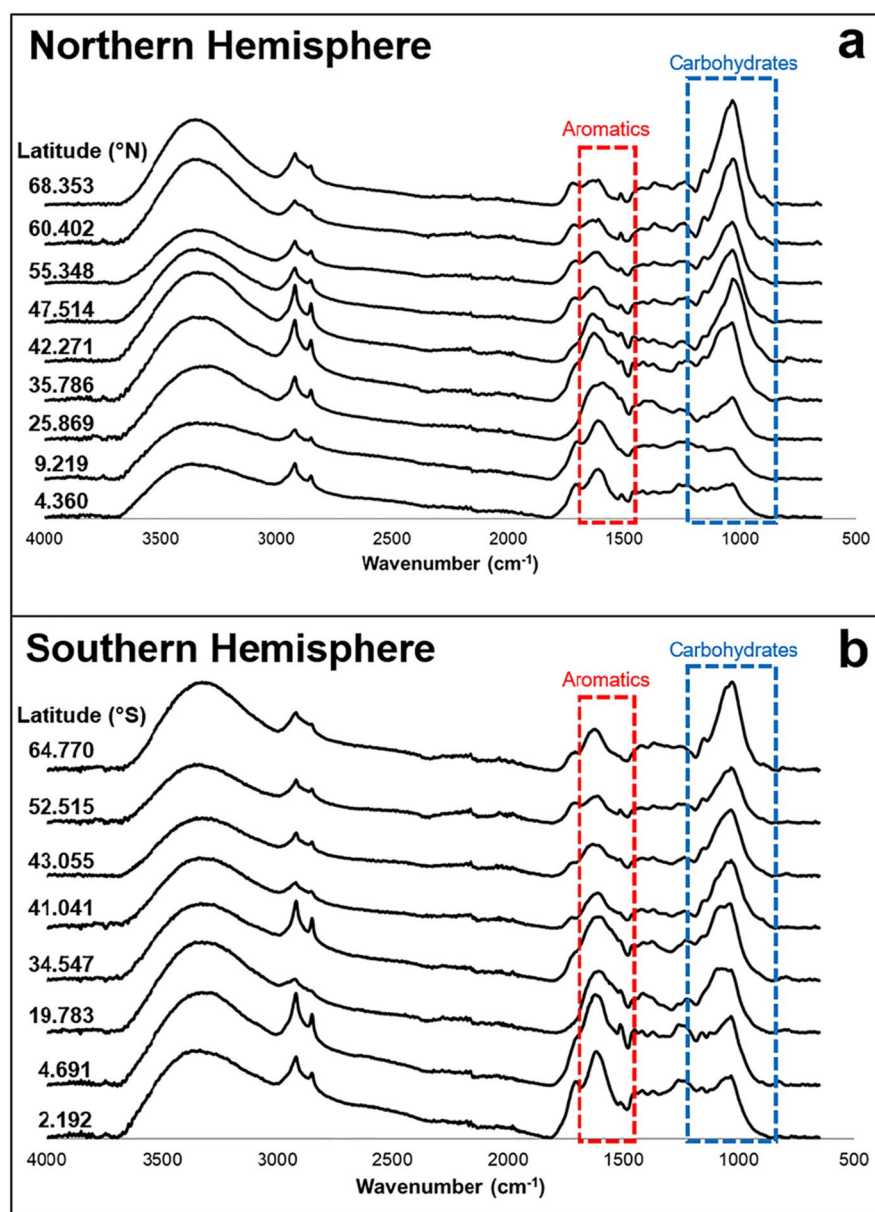 Northern Hemisphere
a
Carbohydrates
Aromatics
Latitude (°N)
68.353
60.402
55.348
47.514
42.271
35.786
25.869
9.219
4.360
4000 3500 3000 2500 2000 1500 1000 500
Wavenumber (cm⁻¹)
Southern Hemisphere
b
Carbohydrates
Aromatics
Latitude (°S)
64.770
52.515
43.055
41.041
34.547
19.783
4.691
2.192
4000 3500 3000 2500 2000 1500 1000 500
Wavenumber (cm⁻¹)